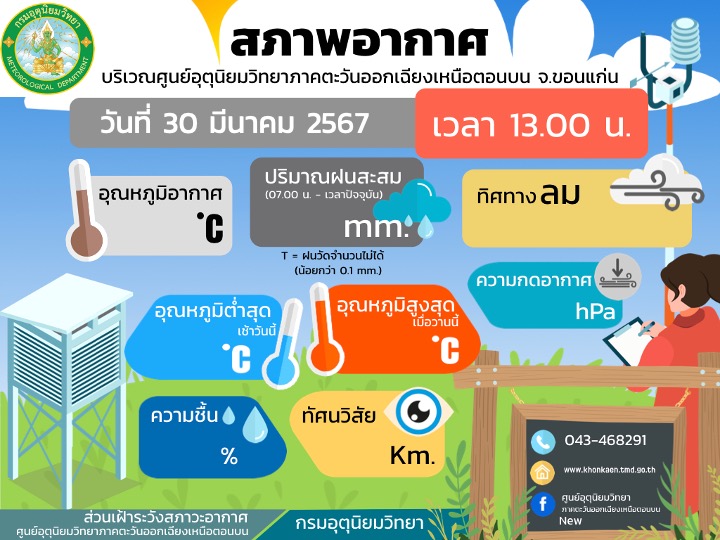 กรมอุตุนิยมวิทยา
METEOROLOGICAL DEPARTMENT
สภาพอากาศ
บริเวณศูนย์อุตุนิยมวิทยาภาคตะวันออกเฉียงเหนือตอนบน จ.ขอนแก่น
วันที่ 30 มีนาคม 2567
เวลา 13.00 น.
อุณหภูมิอากาศ
°C
ปริมาณฝนสะสม
(07.00 น. - เวลาปัจจุบัน)
mm.
T = ฝนวัดจำนวนไม่ได้
(น้อยกว่า 0.1 mm.)
ทิศทาง ลม
ความกดอากาศ
hPa
อุณหภูมิต่ำสุด
เช้าวันนี้
°C
อุณหภูมิสูงสุด
เมื่อวานนี้
°C
ความชื้น
%
ทัศนวิสัย
Km.
043-468291
www.khonkaen.tmd.go.th
ศูนย์อุตุนิยมวิทยา
ภาคตะวันออกเฉียงเหนือตอนบน
New
ส่วนเฝ้าระวังสภาวะอากาศ
ศูนย์อุตุนิยมวิทยาภาคตะวันออกเฉียงเหนือตอนบน
กรมอุตุนิยมวิทยา